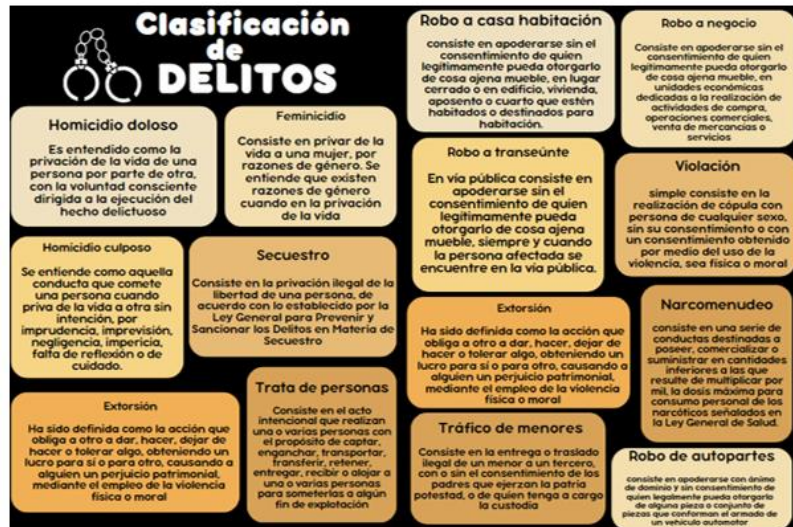 Clasificación
de
DELITOS
Homicidio doloso
Es entendido como la
privación de la vida de una
persona por parte de otra,
con la voluntad consciente
dirigida a la ejecución del
hecho delictuoso
Feminicidio
Consiste en privar de la
vida a una mujer, por
razones de género. Se
entiende que existen
razones de género
cuando en la privación
de la vida
Homicidio culposo
Se entiende como aquella
conducta que comete
una persona cuando
priva de la vida a otra sin
intención, por
imprudencia, imprevisión,
negligencia, impericia,
falta de reflexión o de
cuidado.
Secuestro
Consiste en la privación ilegal de la
libertad de una persona, de
acuerdo con lo establecido por la
Ley General para Prevenir y
Sancionar los Delitos en Materia de
Secuestro
Extorsión
Ha sido definida como la acción que
obliga a otro a dar, hacer, dejar de
hacer o tolerar algo, obteniendo un
lucro para sí o para otro, causando a
alguien un perjuicio patrimonial,
mediante el empleo de la violencia
física o moral
Trata de personas
Consiste en el acto
intencional que realizan
una o varias personas con
el propósito de captar,
enganchar, transportar,
transferir, retener,
entregar, recibir o alojar a
una o varias personas
para someterlas a algún
fin de explotación
Robo a casa habitación
consiste en apoderarse sin el
consentimiento de quien
legítimamente pueda otorgarlo
de cosa ajena mueble, en lugar
cerrado o en edificio, vivienda,
aposento o cuarto que estén
habitados o destinados para
habitación.
Robo a negocio
Consiste en apoderarse sin el
consentimiento de quien
legítimamente pueda otorgarlo
de cosa ajena mueble, en
unidades económicas
dedicadas a la realización de
actividades de compra,
operaciones comerciales,
venta de mercancías o
servicios
Robo a transeúnte
En vía pública consiste en
apoderarse sin el
consentimiento de quien
legítimamente pueda
otorgarlo de cosa ajena
mueble, siempre y cuando
la persona afectada se
encuentre en la vía pública.
Violación
simple consiste en la
realización de cópula con
persona de cualquier sexo,
sin su consentimiento o con
un consentimiento obtenido
por medio del uso de la
violencia, sea física o moral
Extorsión
Ha sido definida como la acción que
obliga a otro a dar, hacer, dejar de
hacer o tolerar algo, obteniendo un
lucro para sí o para otro, causando a
alguien un perjuicio patrimonial,
mediante el empleo de la violencia
física o moral
Narcomenudeo
consiste en una serie de
conductas destinadas a
poseer, comercializar o
suministrar en cantidades
inferiores a las que
resulte de multiplicar por
mil, la dosis máxima para
consumo personal de los
narcóticos señalados en
la Ley General de Salud.
Tráfico de menores
Consiste en la entrega o traslado
ilegal de un menor a un tercero,
con o sin el consentimiento de los
padres que ejerzan la patria
potestad, o de quien tenga a cargo
la custodia
Robo de autopartes
consiste en apoderarse con ánimo
de dominio y sin consentimiento de
quien legalmente pueda otorgarlo
de alguna pieza o conjunto de
piezas que conforman el armado de
un vehículo automotor